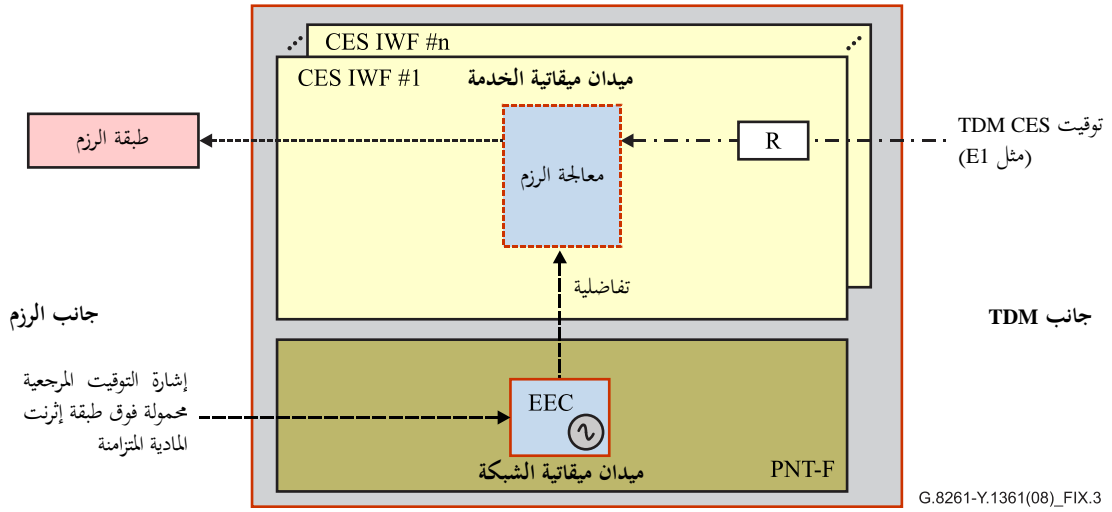 CES IWF #n
CES IWF #1
ميدان ميقاتية الخدمة
توقيت TDM CES
(مثل E1)
R
معالجة الرزم
طبقة الرزم
تفاضلية
جانب TDM
جانب الرزم
إشارة التوقيت المرجعية
محمولة فوق طبقة إثرنت
المادية المتزامنة
EEC
ميدان ميقاتية الشبكة
PNT-F
G.8261-Y.1361(08)_FIX.3